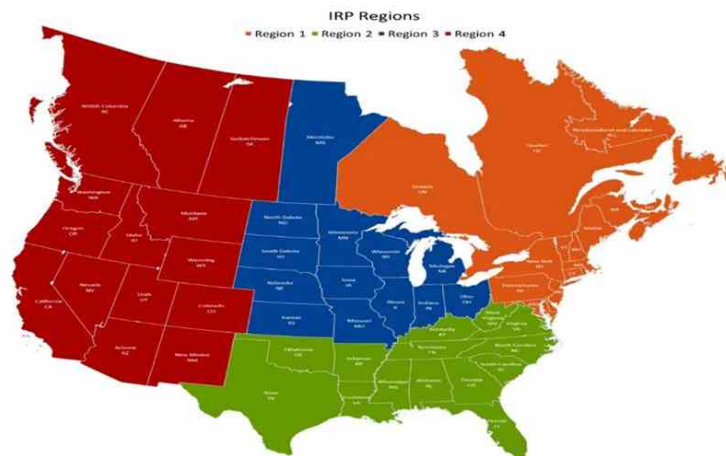 IRP Regions
Region 1 Region 2 Region 3 Region 4
British Columbia
BC
Alberta
AB
Saskatchewan
SK
Manitoba
MB
Ontario
ON
Quebec
QC
Newfoundland and Labrador
Washington
WA
Oregon
OR
Idaho
ID
Montana
MT
Wyoming
WY
California
CA
Nevada
NV
Utah
UT
Colorado
CO
Arizona
AZ
New Mexico
NM
North Dakota
ND
South Dakota
SD
Nebraska
NE
Kansas
KS
Minnesota
MN
Iowa
IA
Missouri
MO
Wisconsin
WI
Illinois
IL
Michigan
MI
Indiana
IN
Ohio
OH
Maine
New York
NY
Pennsylvania
PA
Kentucky
KY
West
Virginia
WV
Virginia
VA
Tennessee
TN
North Carolina
NC
South Carolina
SC
Oklahoma
OK
Arkansas
AR
Texas
TX
Louisiana
LA
Mississippi
MS
Alabama
AL
Georgia
GA
Florida
FL